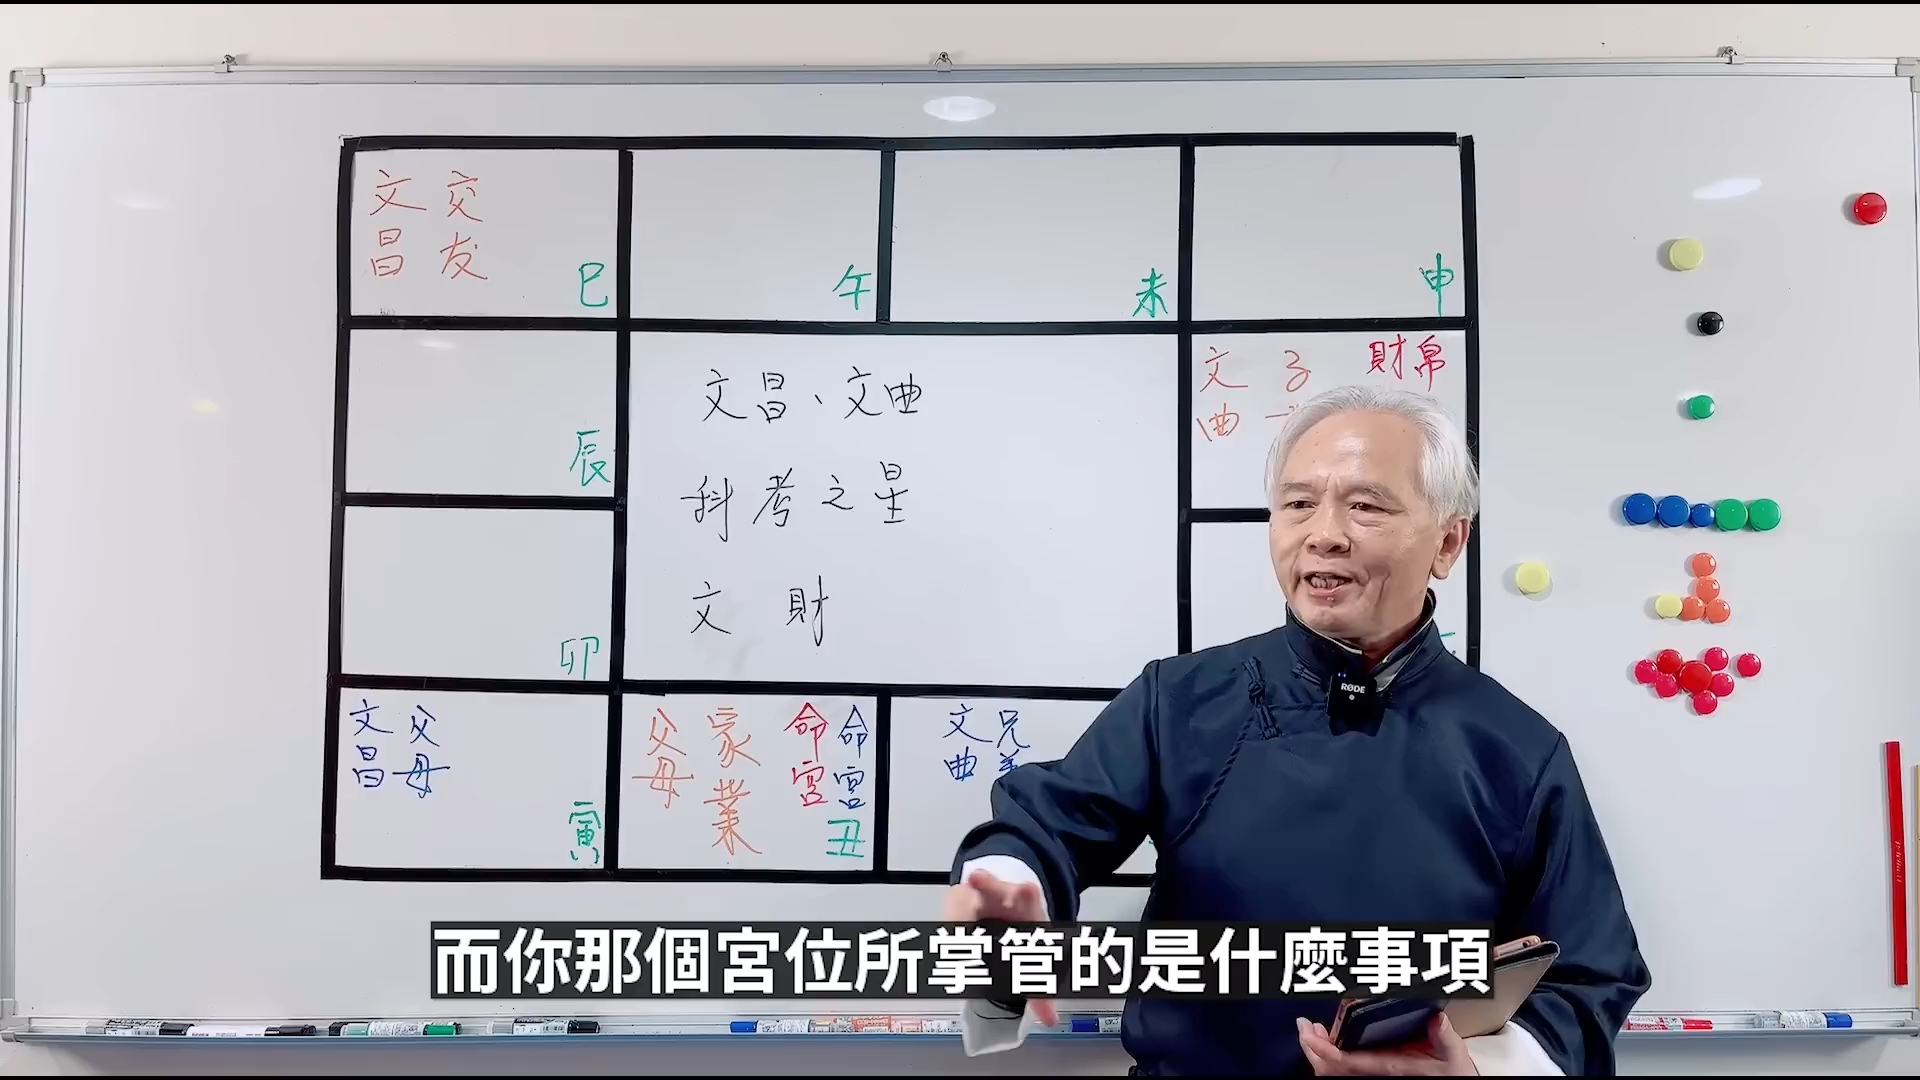 文昌 交友 巳
午
未
申
辰
文昌、文曲
科考之星
文財
文曲 子 財帛
卯
文昌 父母 寅
父母 家業 命宮 命宮 丑
文曲 兄
RØDE
而你那個宮位所掌管的是什麼事項